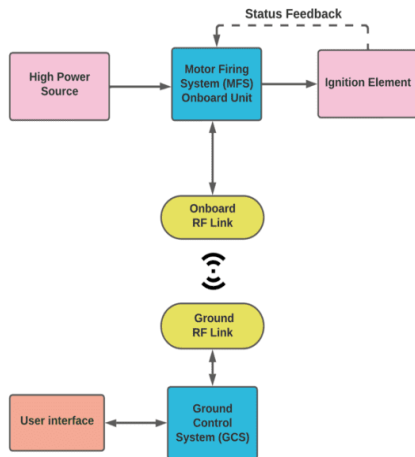 Status Feedback
High Power
Source
Motor Firing
System (MFS)
Onboard Unit
Ignition Element
Onboard
RF Link
Ground
RF Link
User interface
Ground
Control
System (GCS)